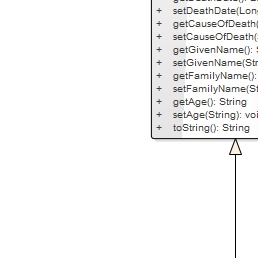 + setDeathDate(Lon
+ getCauseOfDeath(
+ setCauseOfDeath(
+ getGivenName():
+ setGivenName(Str
+ getFamilyName():
+ setFamilyName(St
+ getAge(): String
+ setAge(String): voi
+ toString(): String